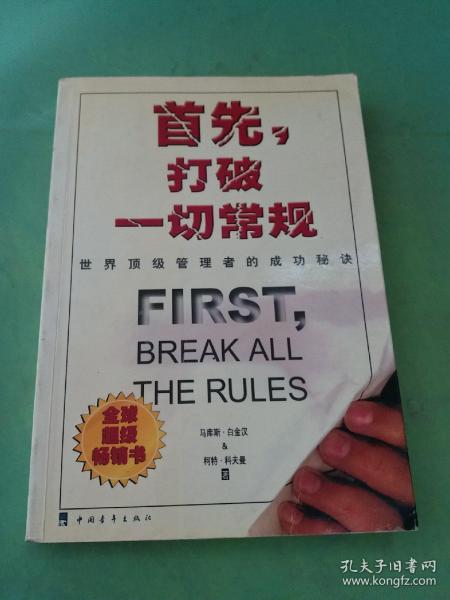 首先，
打破
一切常规
世界顶级管理者的成功秘诀
FIRST,
BREAK ALL
THE RULES
全球
超级
畅销书
马库斯·白金汉
&
柯特·科夫曼
著
中国青年出版社
孔夫子旧书网
www.kongfz.com